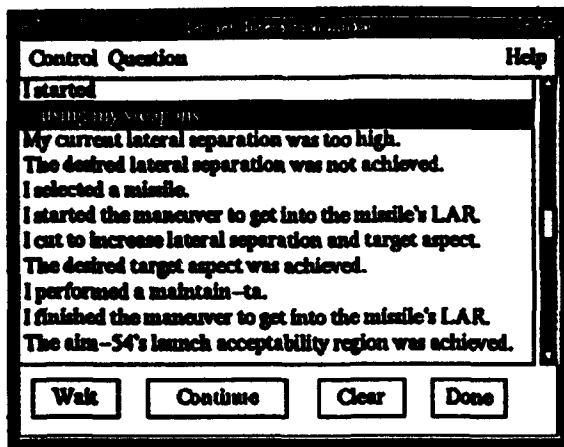 Control Question Help
I started
using my weapons
My current lateral separation was too high.
The desired lateral separation was not achieved.
I selected a missile.
I started the maneuver to get into the missile's LAR.
I cut to increase lateral separation and target aspect.
The desired target aspect was achieved.
I performed a maintain-ta.
I finished the maneuver to get into the missile's LAR.
The aim-54's launch acceptability region was achieved.
Wait Continue Clear Done